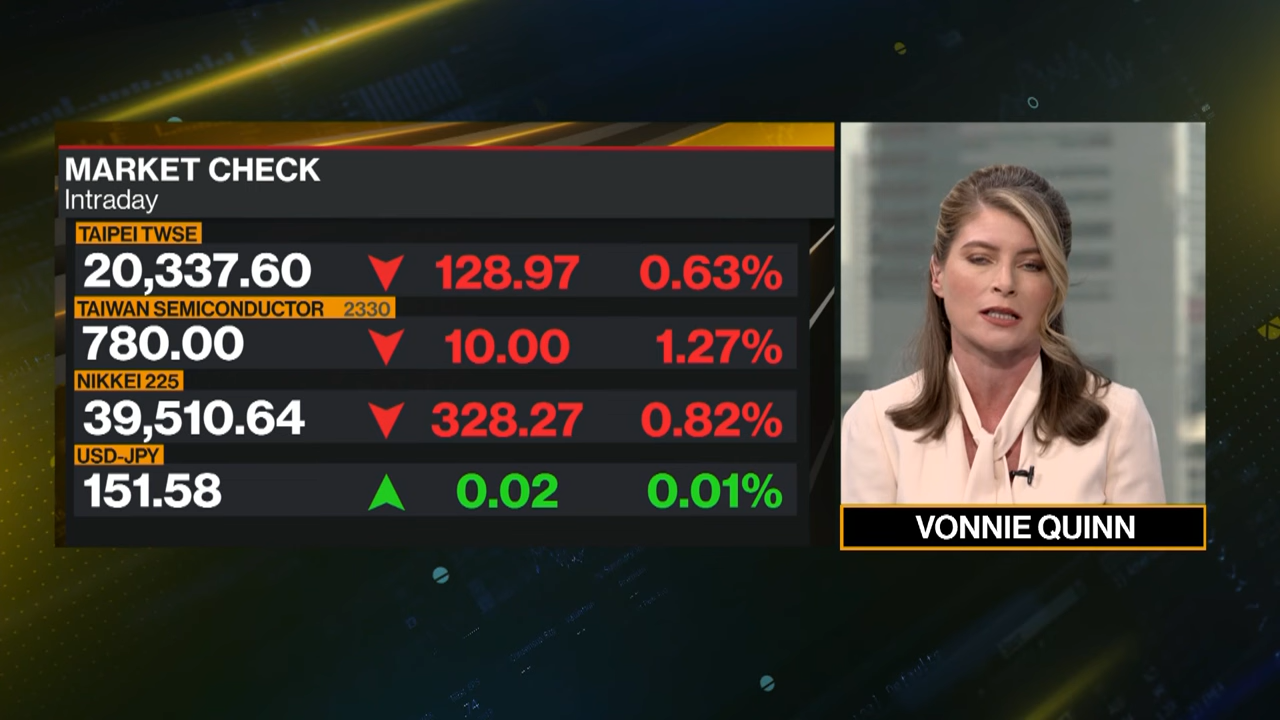 MARKET CHECK
Intraday
TAIPEI TWSE
20,337.60 128.97 0.63%
TAIWAN SEMICONDUCTOR 2330
780.00 10.00 1.27%
NIKKEI 225
39,510.64 328.27 0.82%
USD-JPY
151.58 0.02 0.01%
VONNIE QUINN
74